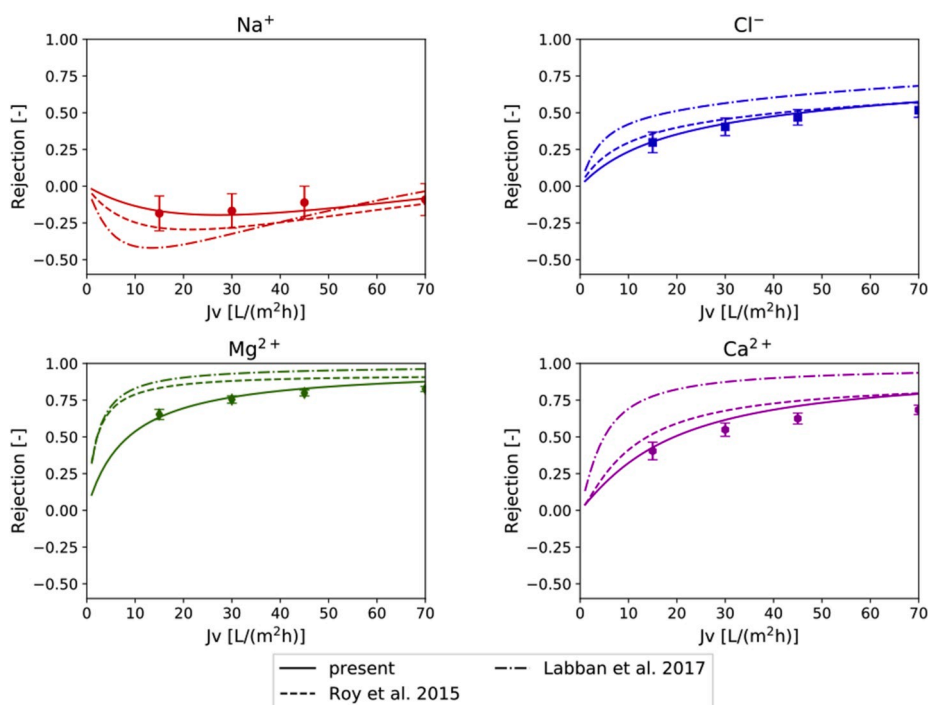 Na⁺
Cl⁻
1.00
0.75
0.50
0.25
0.00
−0.25
−0.50
Rejection [-]
0 10 20 30 40 50 60 70
Jv [L/(m²h)]
1.00
0.75
0.50
0.25
0.00
−0.25
−0.50
Rejection [-]
0 10 20 30 40 50 60 70
Jv [L/(m²h)]
Mg²⁺
Ca²⁺
1.00
0.75
0.50
0.25
0.00
−0.25
−0.50
Rejection [-]
0 10 20 30 40 50 60 70
Jv [L/(m²h)]
1.00
0.75
0.50
0.25
0.00
−0.25
−0.50
Rejection [-]
0 10 20 30 40 50 60 70
Jv [L/(m²h)]
present
Roy et al. 2015
Labban et al. 2017